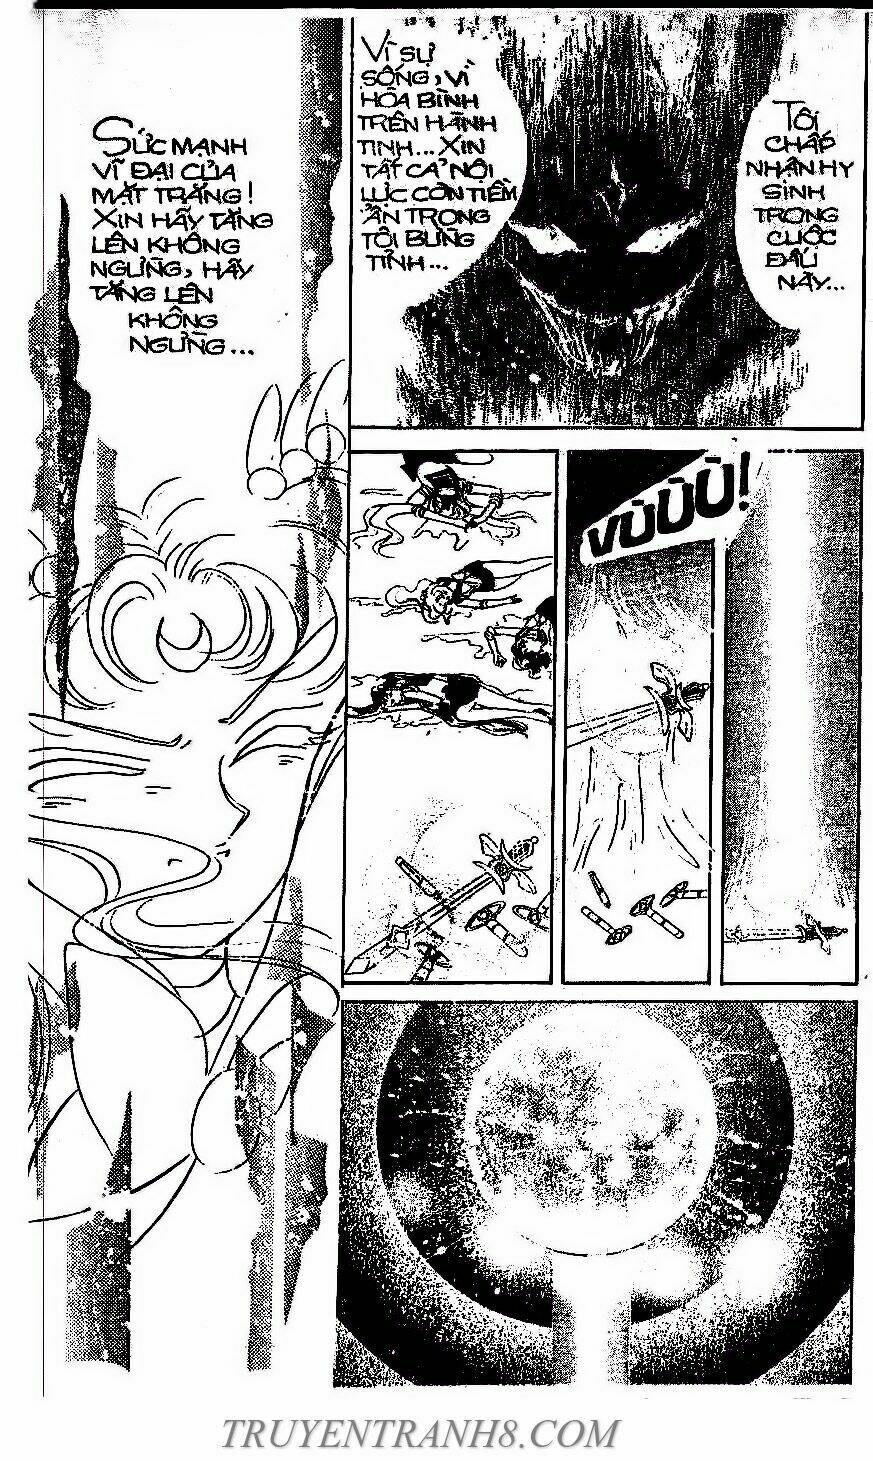 TÔI
CHẤP
NHẬN HY
SINH
TRONG
CUỘC
ĐẤU
NÀY...
VÌ SỰ
SỐNG, VÌ
HÒA BÌNH
TRÊN HÀNH
TINH... XIN
TẤT CẢ NỘI
LỰC CÒN TIỀM
ẨN TRONG
TÔI BỪNG
TỈNH...
SỨC MẠNH
VĨ ĐẠI CỦA
MẶT TRĂNG!
XIN HÃY TĂNG
LÊN KHÔNG
NGỪNG, HÃY
TĂNG LÊN
KHÔNG
NGỪNG...
VÙÙÙ!
TRUYENTRANH8.COM